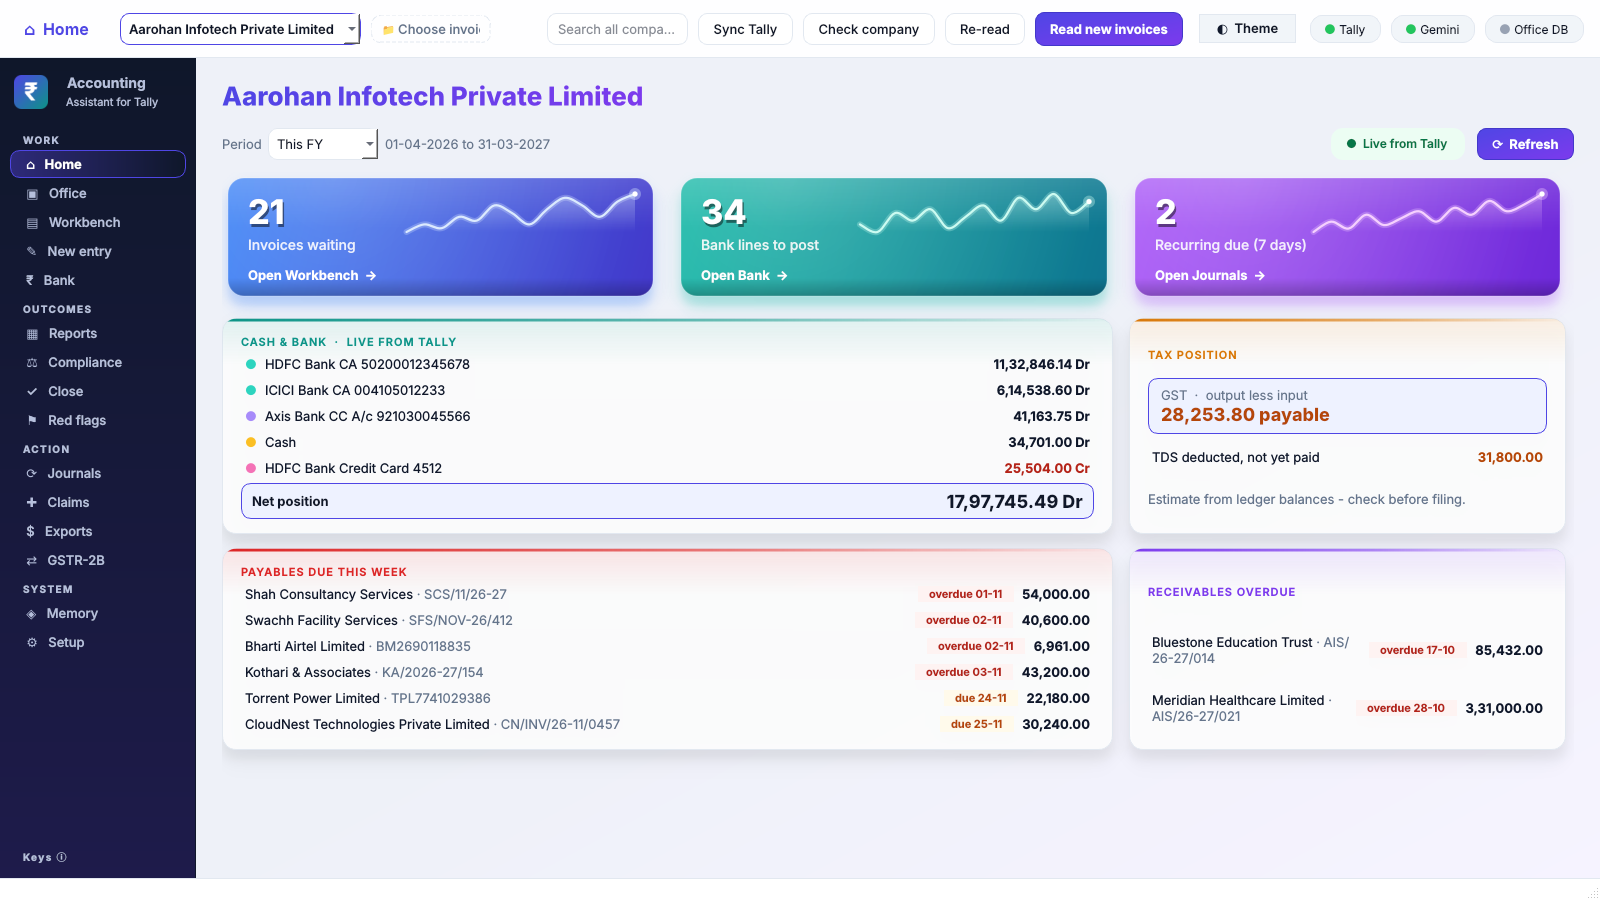 ⌂ Home
Aarohan Infotech Private Limited
Choose invoi
Search all compa...
Sync Tally
Check company
Re-read
Read new invoices
◐ Theme
Tally
Gemini
Office DB
₹
Accounting
Assistant for Tally
WORK
⌂ Home
▣ Office
▤ Workbench
✎ New entry
₹ Bank
OUTCOMES
▦ Reports
⚖ Compliance
✓ Close
⚑ Red flags
ACTION
⟳ Journals
✚ Claims
$ Exports
⇄ GSTR-2B
SYSTEM
◈ Memory
⚙ Setup
Keys ⓘ
Aarohan Infotech Private Limited
Period This FY 01-04-2026 to 31-03-2027
Live from Tally
⟳ Refresh
21
Invoices waiting
Open Workbench →
34
Bank lines to post
Open Bank →
2
Recurring due (7 days)
Open Journals →
CASH & BANK · LIVE FROM TALLY
HDFC Bank CA 50200012345678 11,32,846.14 Dr
ICICI Bank CA 004105012233 6,14,538.60 Dr
Axis Bank CC A/c 921030045566 41,163.75 Dr
Cash 34,701.00 Dr
HDFC Bank Credit Card 4512 25,504.00 Cr
Net position 17,97,745.49 Dr
TAX POSITION
GST · output less input
28,253.80 payable
TDS deducted, not yet paid 31,800.00
Estimate from ledger balances - check before filing.
PAYABLES DUE THIS WEEK
Shah Consultancy Services · SCS/11/26-27 overdue 01-11 54,000.00
Swachh Facility Services · SFS/NOV-26/412 overdue 02-11 40,600.00
Bharti Airtel Limited · BM2690118835 overdue 02-11 6,961.00
Kothari & Associates · KA/2026-27/154 overdue 03-11 43,200.00
Torrent Power Limited · TPL7741029386 due 24-11 22,180.00
CloudNest Technologies Private Limited · CN/INV/26-11/0457 due 25-11 30,240.00
RECEIVABLES OVERDUE
Bluestone Education Trust · AIS/
26-27/014
overdue 17-10 85,432.00
Meridian Healthcare Limited ·
AIS/26-27/021
overdue 28-10 3,31,000.00